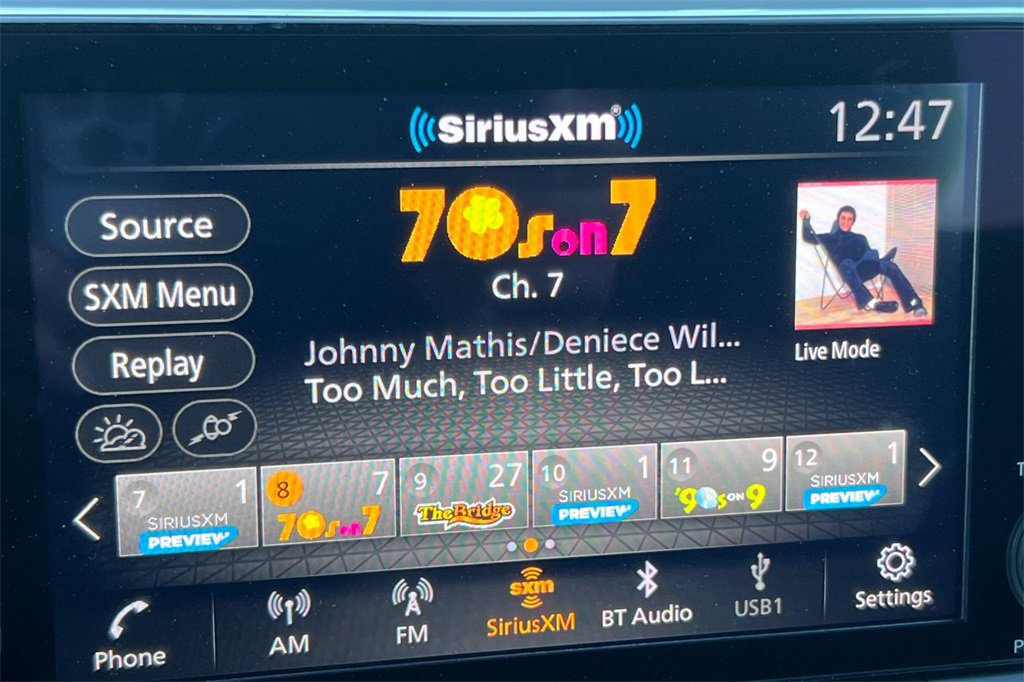 SiriusXM®
12:47
Source
70s on 7
SXM Menu
Ch. 7
Replay
Johnny Mathis/Deniece Wil...
Live Mode
Too Much, Too Little, Too L...
7 1
SIRIUSXM
PREVIEW
8 7
70s on 7
9 27
The Bridge
10 1
SIRIUSXM
PREVIEW
11 9
'90s ON 9
12 1
SIRIUSXM
PREVIEW
Phone
AM
FM
sxm
SiriusXM
BT Audio
USB1
Settings
T
P